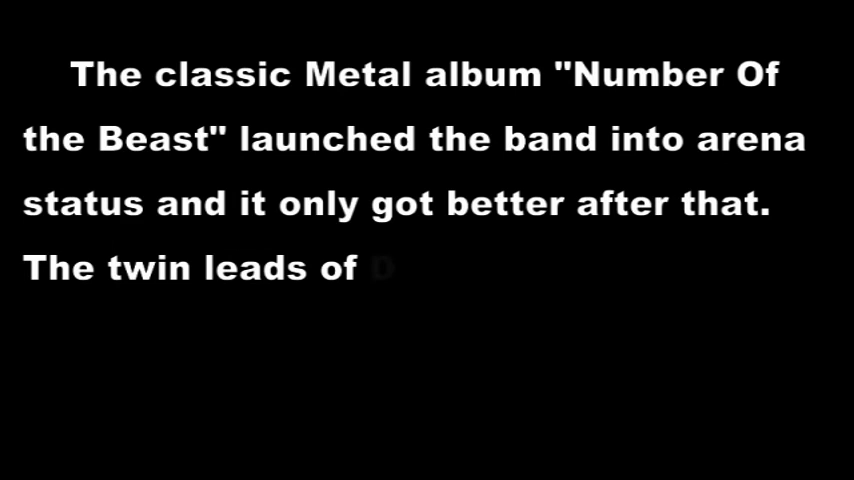 The classic Metal album "Number Of
the Beast" launched the band into arena
status and it only got better after that.
The twin leads of